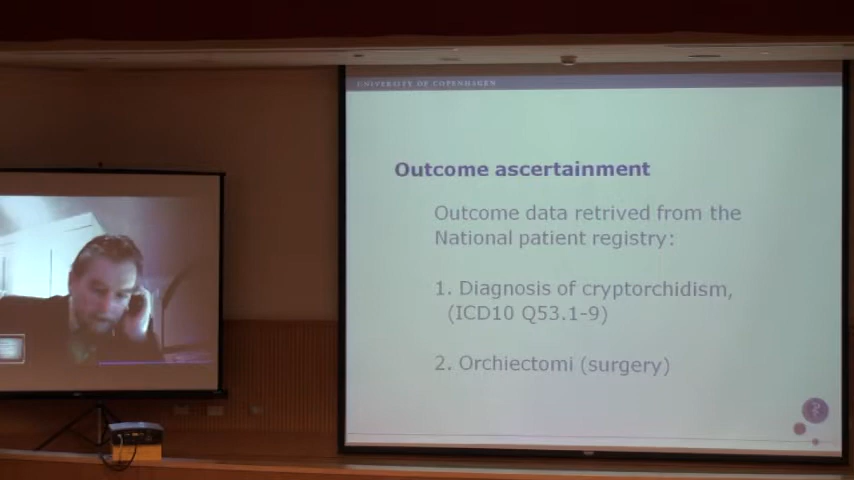 UNIVERSITY OF COPENHAGEN
Outcome ascertainment
Outcome data retrived from the
National patient registry:
1. Diagnosis of cryptorchidism,
(ICD10 Q53.1-9)
2. Orchiectomi (surgery)